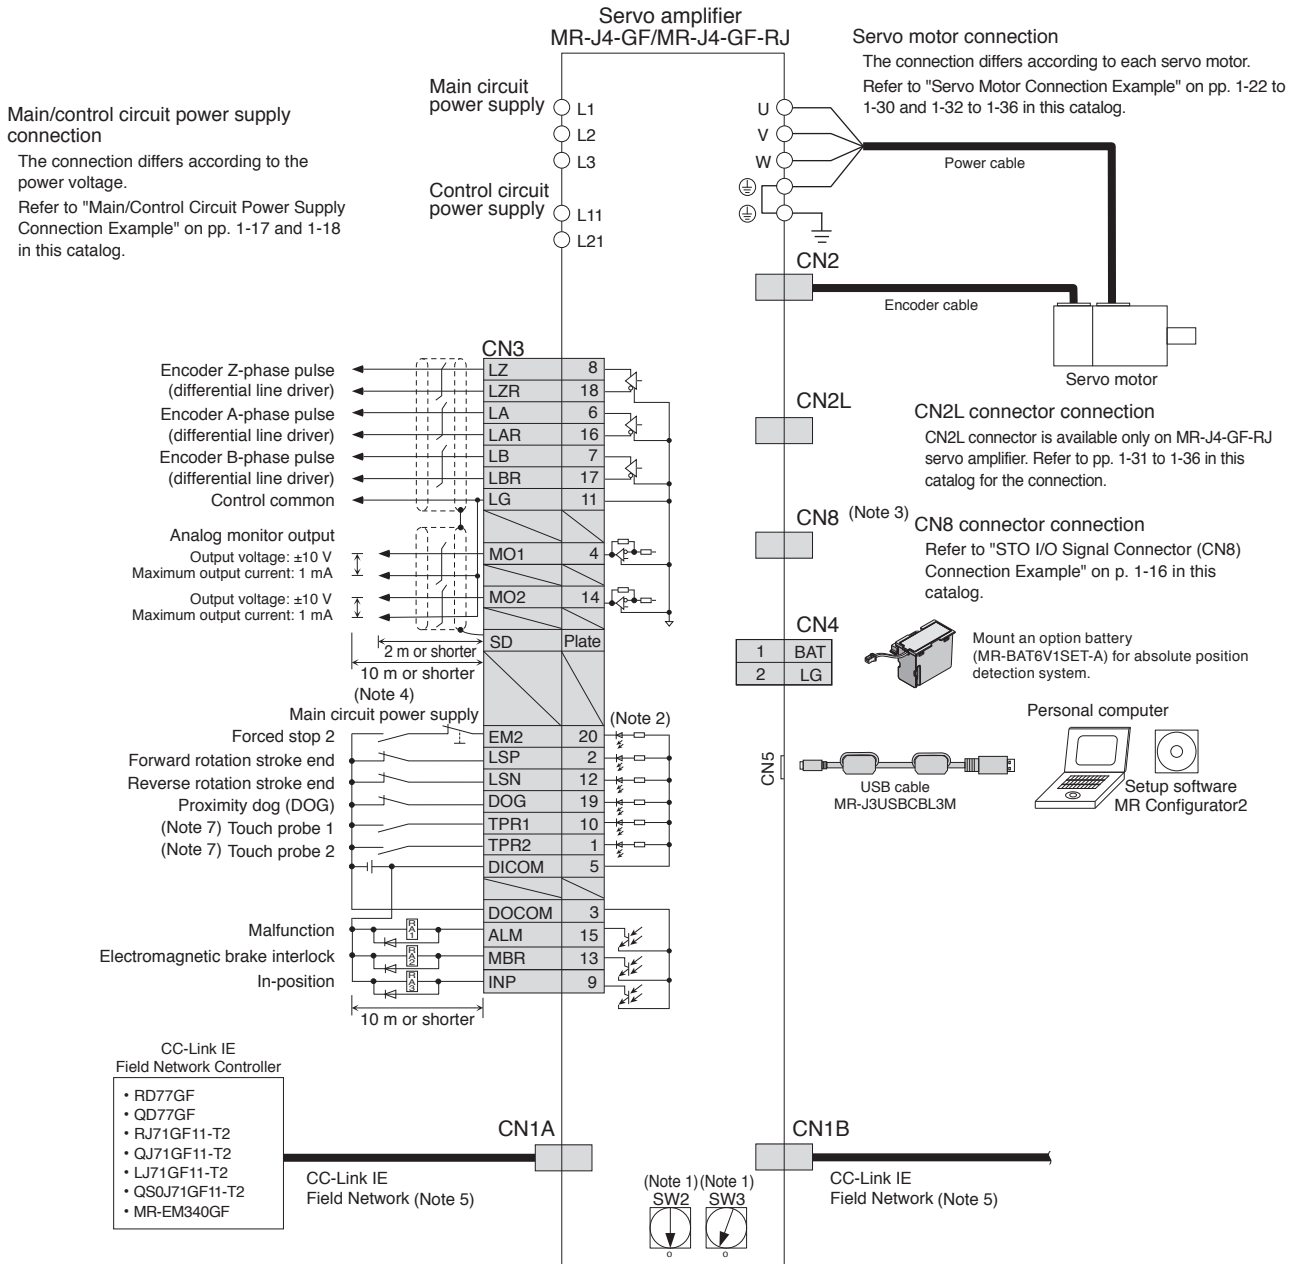 Servo amplifier
MR-J4-GF/MR-J4-GF-RJ
Servo motor connection
The connection differs according to each servo motor.
Refer to "Servo Motor Connection Example" on pp. 1-22 to
1-30 and 1-32 to 1-36 in this catalog.
Main/control circuit power supply
connection
The connection differs according to the
power voltage.
Refer to "Main/Control Circuit Power Supply
Connection Example" on pp. 1-17 and 1-18
in this catalog.
Main circuit
power supply
L1
L2
L3
Control circuit
power supply
L11
L21
U
V
W
Power cable
CN2
Encoder cable
Servo motor
CN3
Encoder Z-phase pulse LZ 8
(differential line driver) LZR 18
Encoder A-phase pulse LA 6
(differential line driver) LAR 16
Encoder B-phase pulse LB 7
(differential line driver) LBR 17
Control common LG 11
Analog monitor output
Output voltage: ±10 V MO1 4
Maximum output current: 1 mA
Output voltage: ±10 V MO2 14
Maximum output current: 1 mA
2 m or shorter SD Plate
10 m or shorter
(Note 4)
Main circuit power supply
(Note 2)
Forced stop 2 EM2 20
Forward rotation stroke end LSP 2
Reverse rotation stroke end LSN 12
Proximity dog (DOG) DOG 19
(Note 7) Touch probe 1 TPR1 10
(Note 7) Touch probe 2 TPR2 1
DICOM 5
DOCOM 3
Malfunction RA1 ALM 15
Electromagnetic brake interlock RA2 MBR 13
In-position RA3 INP 9
10 m or shorter
CN2L
CN2L connector connection
CN2L connector is available only on MR-J4-GF-RJ
servo amplifier. Refer to pp. 1-31 to 1-36 in this
catalog for the connection.
CN8 (Note 3)
CN8 connector connection
Refer to "STO I/O Signal Connector (CN8)
Connection Example" on p. 1-16 in this
catalog.
CN4
1 BAT
2 LG
Mount an option battery
(MR-BAT6V1SET-A) for absolute position
detection system.
Personal computer
CN5
USB cable
MR-J3USBCBL3M
Setup software
MR Configurator2
CC-Link IE
Field Network Controller
• RD77GF
• QD77GF
• RJ71GF11-T2
• QJ71GF11-T2
• LJ71GF11-T2
• QS0J71GF11-T2
• MR-EM340GF
CN1A
CC-Link IE
Field Network (Note 5)
CN1B
CC-Link IE
Field Network (Note 5)
(Note 1) (Note 1)
SW2 SW3
0 0